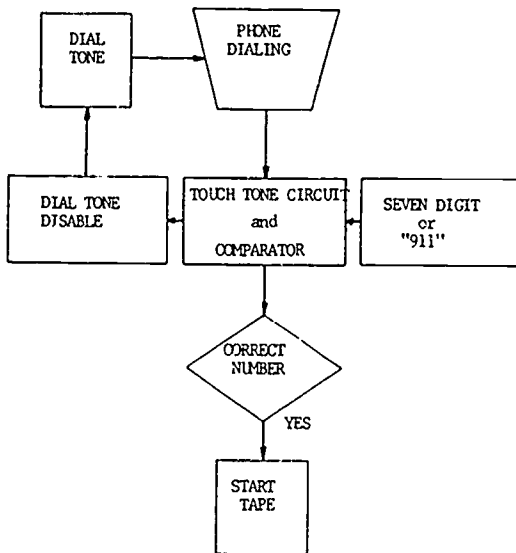 DIAL
TONE
PHONE
DIALING
DIAL TONE
DISABLE
TOUCH TONE CIRCUIT
and
COMPARATOR
SEVEN DIGIT
or
"911"
CORRECT
NUMBER
YES
START
TAPE